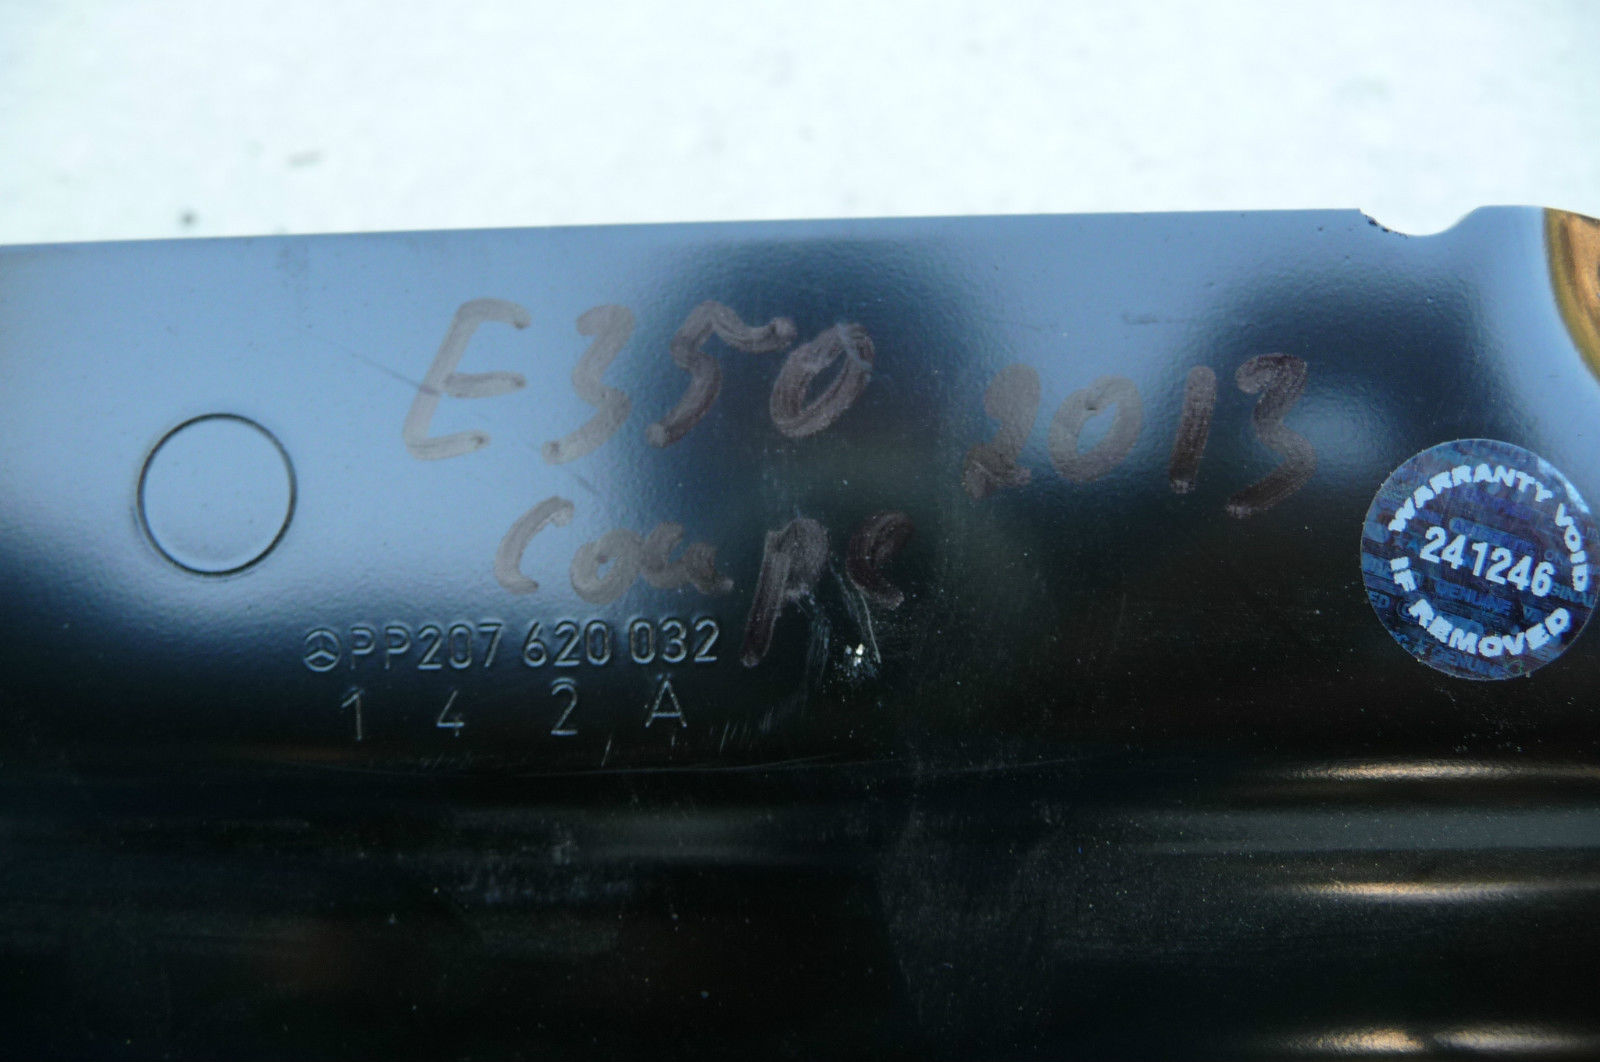 E350 2013
Coupe
PP207 620 032
1 4 2 A
WARRANTY VOID
241246
IF REMOVED